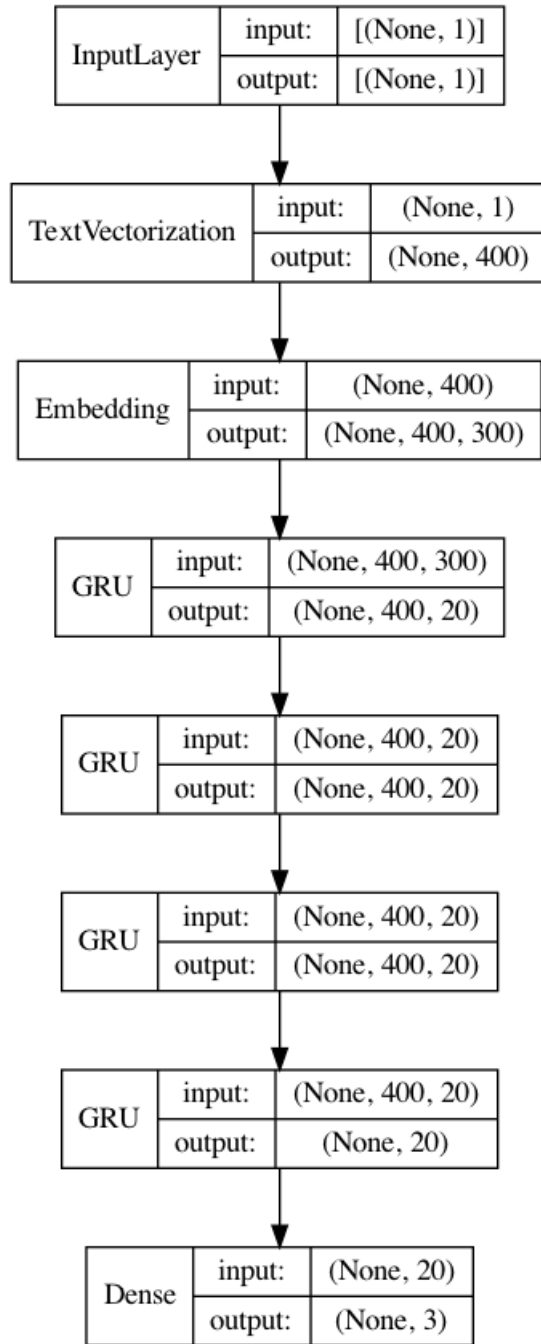 InputLayer input: [(None, 1)]
output: [(None, 1)]
TextVectorization input: (None, 1)
output: (None, 400)
Embedding input: (None, 400)
output: (None, 400, 300)
GRU input: (None, 400, 300)
output: (None, 400, 20)
GRU input: (None, 400, 20)
output: (None, 400, 20)
GRU input: (None, 400, 20)
output: (None, 400, 20)
GRU input: (None, 400, 20)
output: (None, 20)
Dense input: (None, 20)
output: (None, 3)